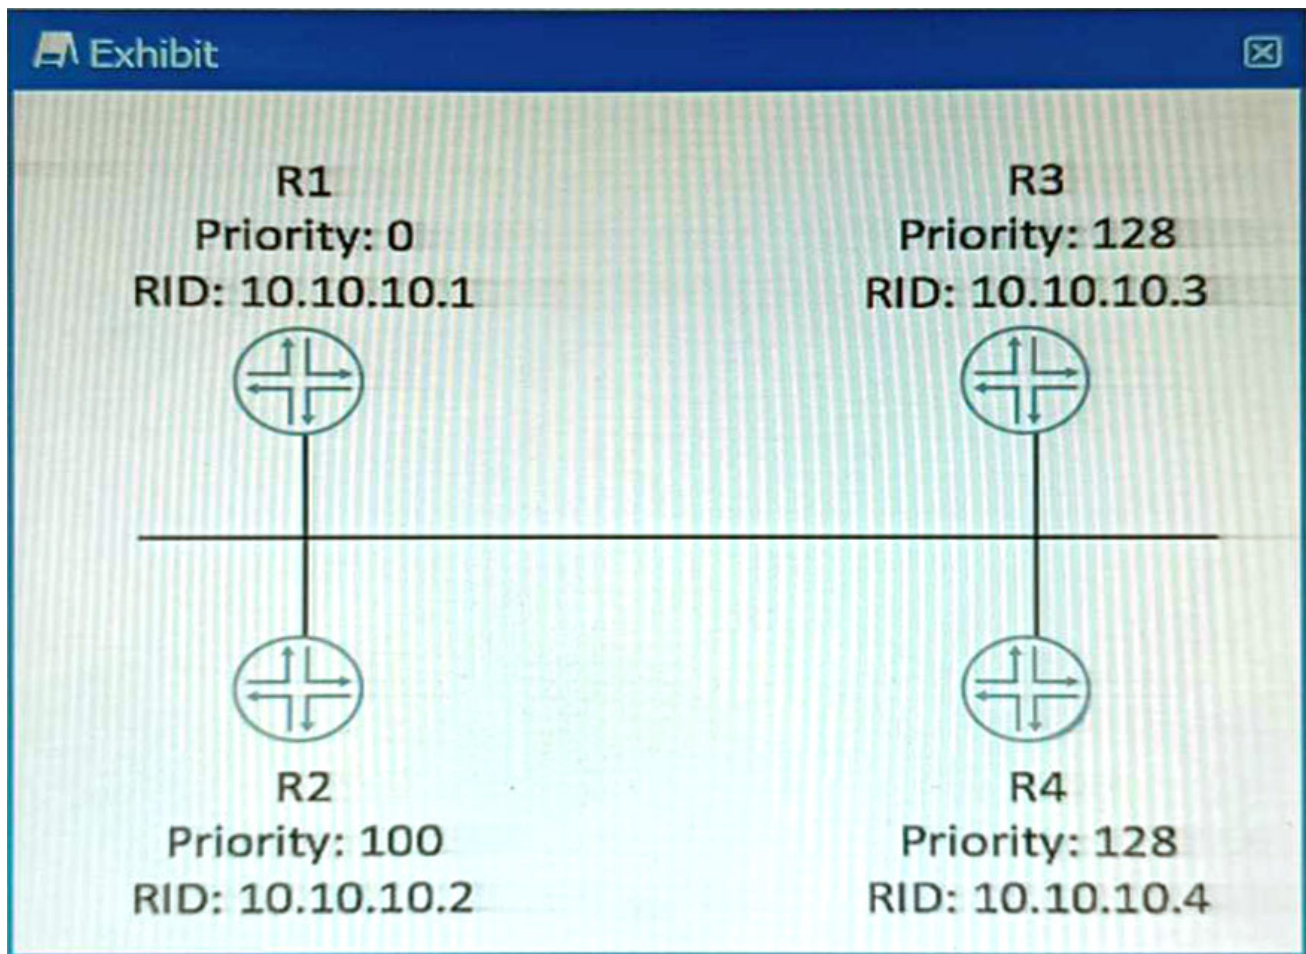 Exhibit
R1
Priority: 0
RID: 10.10.10.1
R3
Priority: 128
RID: 10.10.10.3
R2
Priority: 100
RID: 10.10.10.2
R4
Priority: 128
RID: 10.10.10.4